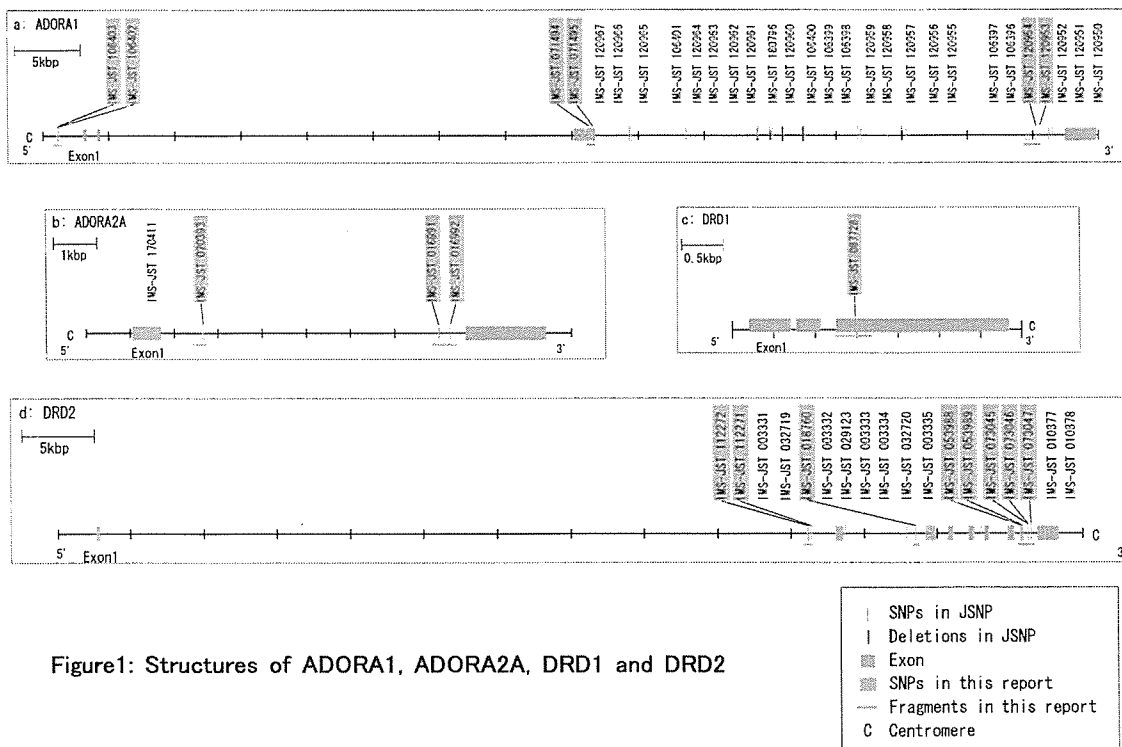 a: ADORA1
5kbp
IMS-JST 106403
IMS-JST 106402
IMS-JST 071494
IMS-JST 071495
IMS-JST 120967
IMS-JST 120966
IMS-JST 120965
IMS-JST 106401
IMS-JST 120964
IMS-JST 120963
IMS-JST 120962
IMS-JST 120961
IMS-JST 120960
IMS-JST 106400
IMS-JST 106399
IMS-JST 106398
IMS-JST 120959
IMS-JST 120958
IMS-JST 120957
IMS-JST 120956
IMS-JST 120955
IMS-JST 106397
IMS-JST 106396
IMS-JST 120954
IMS-JST 120953
IMS-JST 120952
IMS-JST 120951
IMS-JST 120950
C
5'
Exon1
3'
b: ADORA2A
1kbp
IMS-JST 170411
IMS-JST 070393
IMS-JST 016991
IMS-JST 016992
C
5'
Exon1
3'
c: DRD1
0.5kbp
IMS-JST
C
5'
Exon1
3'
d: DRD2
5kbp
IMS-JST 112272
IMS-JST 112271
IMS-JST 003331
IMS-JST 032719
IMS-JST 018760
IMS-JST 003332
IMS-JST 029123
IMS-JST 003333
IMS-JST 003334
IMS-JST 032720
IMS-JST 003335
IMS-JST 053988
IMS-JST 053989
IMS-JST 073045
IMS-JST 073046
IMS-JST 073047
IMS-JST 010377
IMS-JST 010378
5'
Exon1
C
SNPs in JSNP
Deletions in JSNP
Exon
SNPs in this report
Fragments in this report
C Centromere
Figure1: Structures of ADORA1, ADORA2A, DRD1 and DRD2